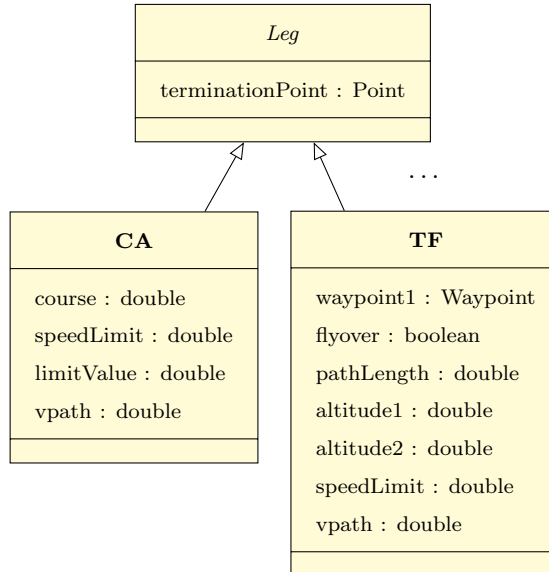 Leg
terminationPoint : Point
...
CA
course : double
speedLimit : double
limitValue : double
vpath : double
TF
waypoint1 : Waypoint
flyover : boolean
pathLength : double
altitude1 : double
altitude2 : double
speedLimit : double
vpath : double